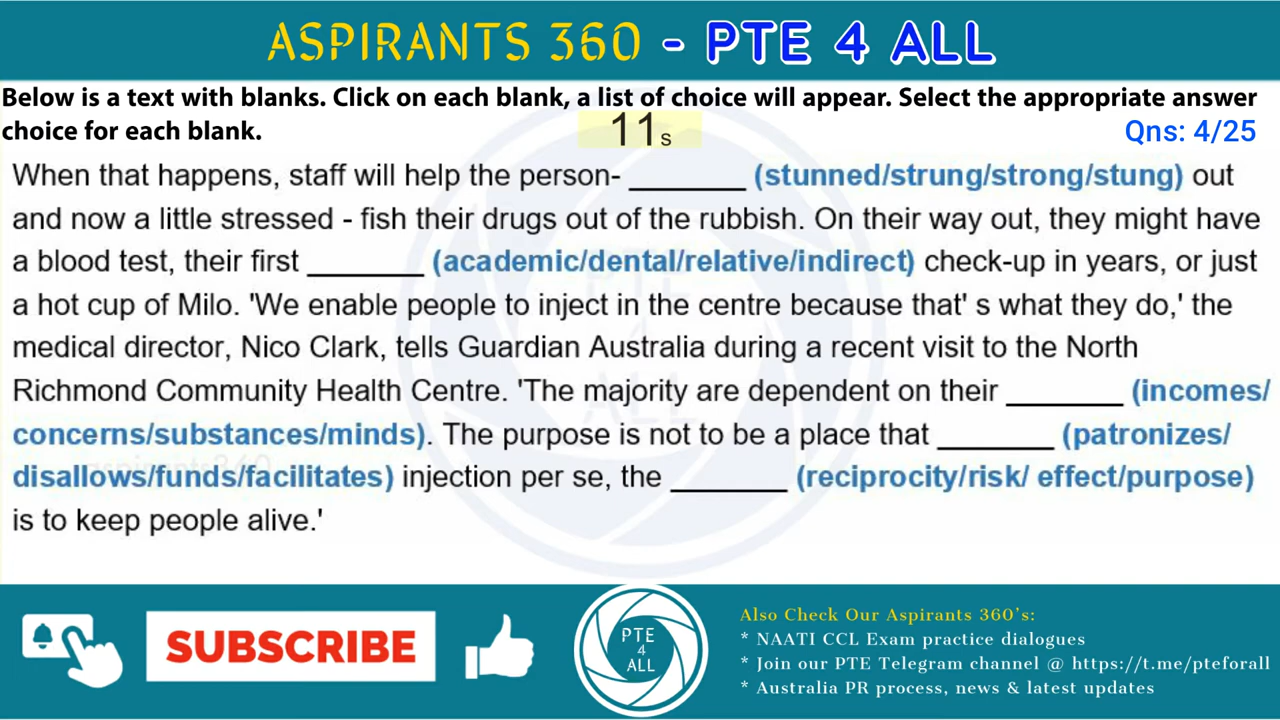 ASPIRANTS 360 - PTE 4 ALL
Below is a text with blanks. Click on each blank, a list of choice will appear. Select the appropriate answer
choice for each blank.
11s
Qns: 4/25
When that happens, staff will help the person- _______ (stunned/strung/strong/stung) out
and now a little stressed - fish their drugs out of the rubbish. On their way out, they might have
a blood test, their first _______ (academic/dental/relative/indirect) check-up in years, or just
a hot cup of Milo. 'We enable people to inject in the centre because that' s what they do,' the
medical director, Nico Clark, tells Guardian Australia during a recent visit to the North
Richmond Community Health Centre. 'The majority are dependent on their _______ (incomes/
concerns/substances/minds). The purpose is not to be a place that _______ (patronizes/
disallows/funds/facilitates) injection per se, the _______ (reciprocity/risk/ effect/purpose)
is to keep people alive.'
PTE
4
ALL
aspirants360
SUBSCRIBE
PTE
4
ALL
Also Check Our Aspirants 360's:
* NAATI CCL Exam practice dialogues
* Join our PTE Telegram channel @ https://t.me/pteforall
* Australia PR process, news & latest updates